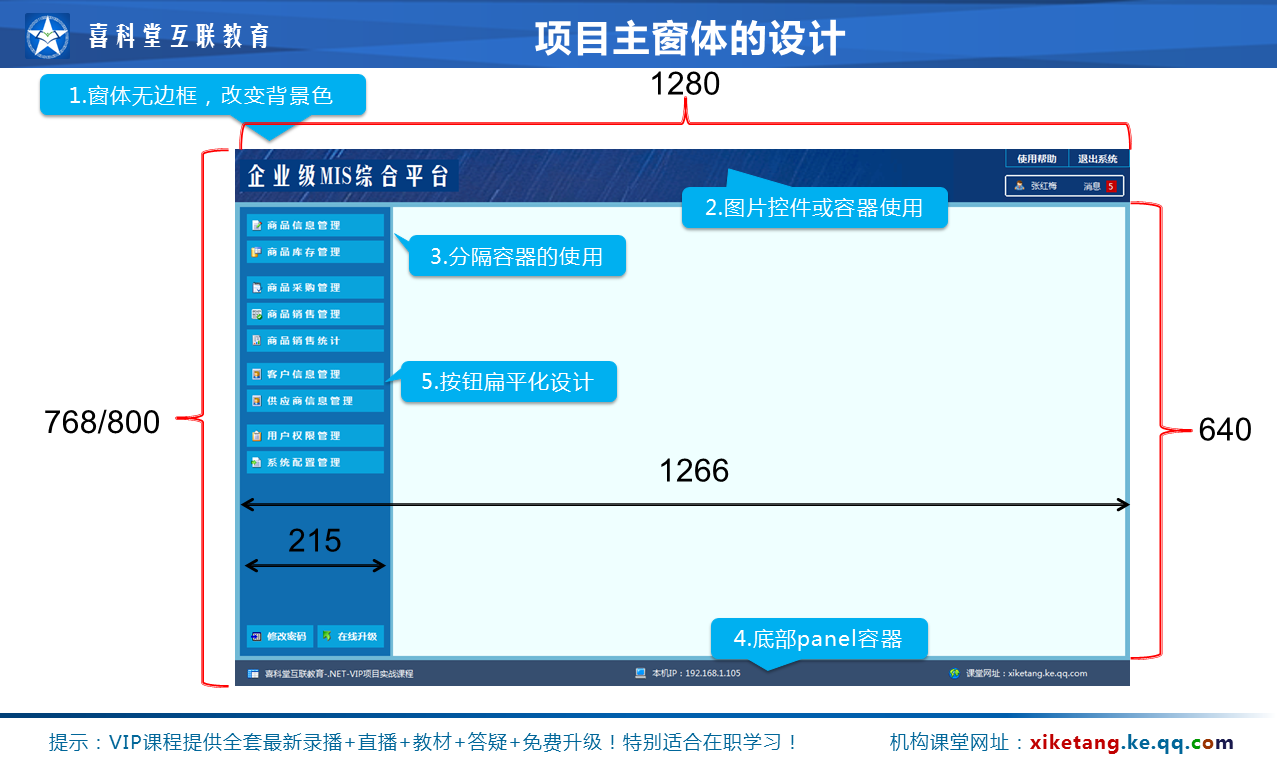 喜科堂互联教育
项目主窗体的设计
1280
1.窗体无边框，改变背景色
企业级MIS综合平台
使用帮助
退出系统
张红梅
消息 5
2.图片控件或容器使用
商品信息管理
3.分隔容器的使用
商品库存管理
商品采购管理
商品销售管理
商品销售统计
客户信息管理
5.按钮扁平化设计
供应商信息管理
768/800
640
用户权限管理
系统配置管理
1266
215
修改密码
在线升级
4.底部panel容器
喜科堂互联教育-.NET-VIP项目实战课程
本机IP：192.168.1.105
课堂网址：xiketang.ke.qq.com
提示：VIP课程提供全套最新录播+直播+教材+答疑+免费升级！特别适合在职学习！
机构课堂网址：xiketang.ke.qq.com